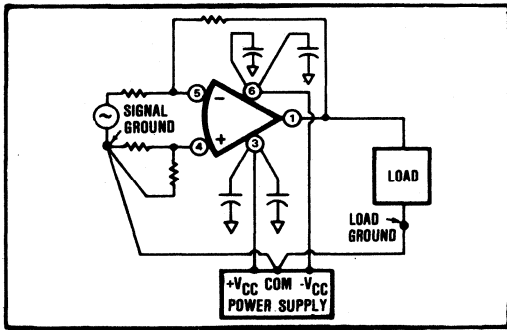 6
5
−
SIGNAL
GROUND
1
+
4
3
LOAD
LOAD
GROUND
+VCC COM -VCC
POWER SUPPLY